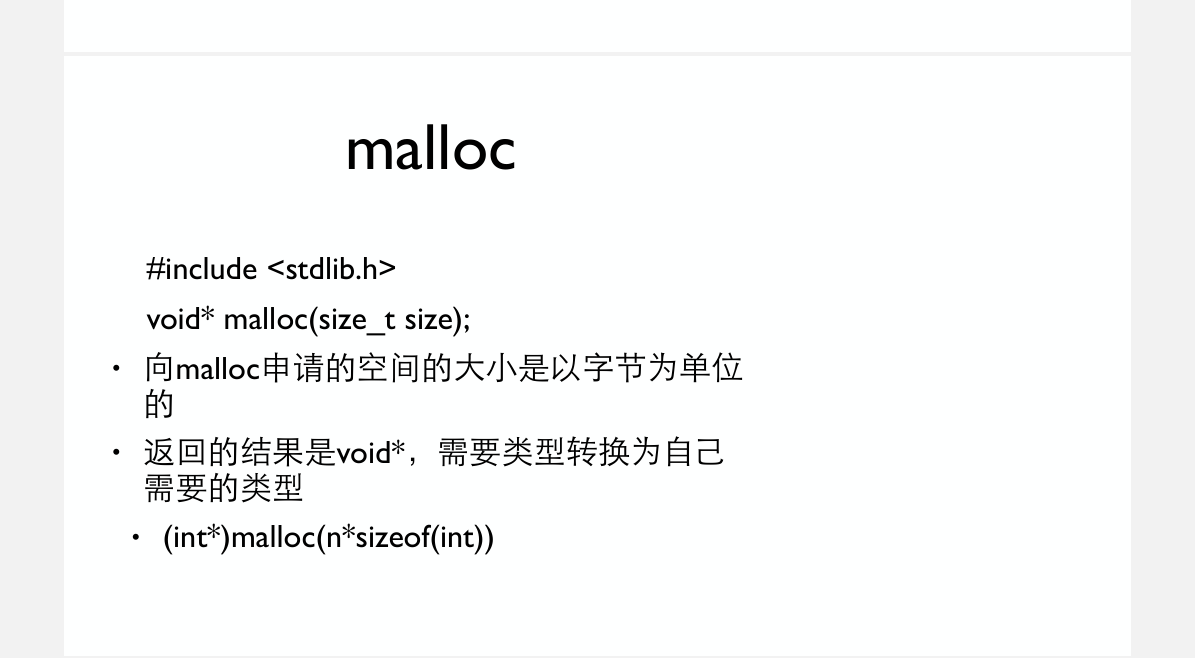 malloc
#include <stdlib.h>
void* malloc(size_t size);
• 向malloc申请的空间的大小是以字节为单位
的
• 返回的结果是void*，需要类型转换为自己
需要的类型
• (int*)malloc(n*sizeof(int))